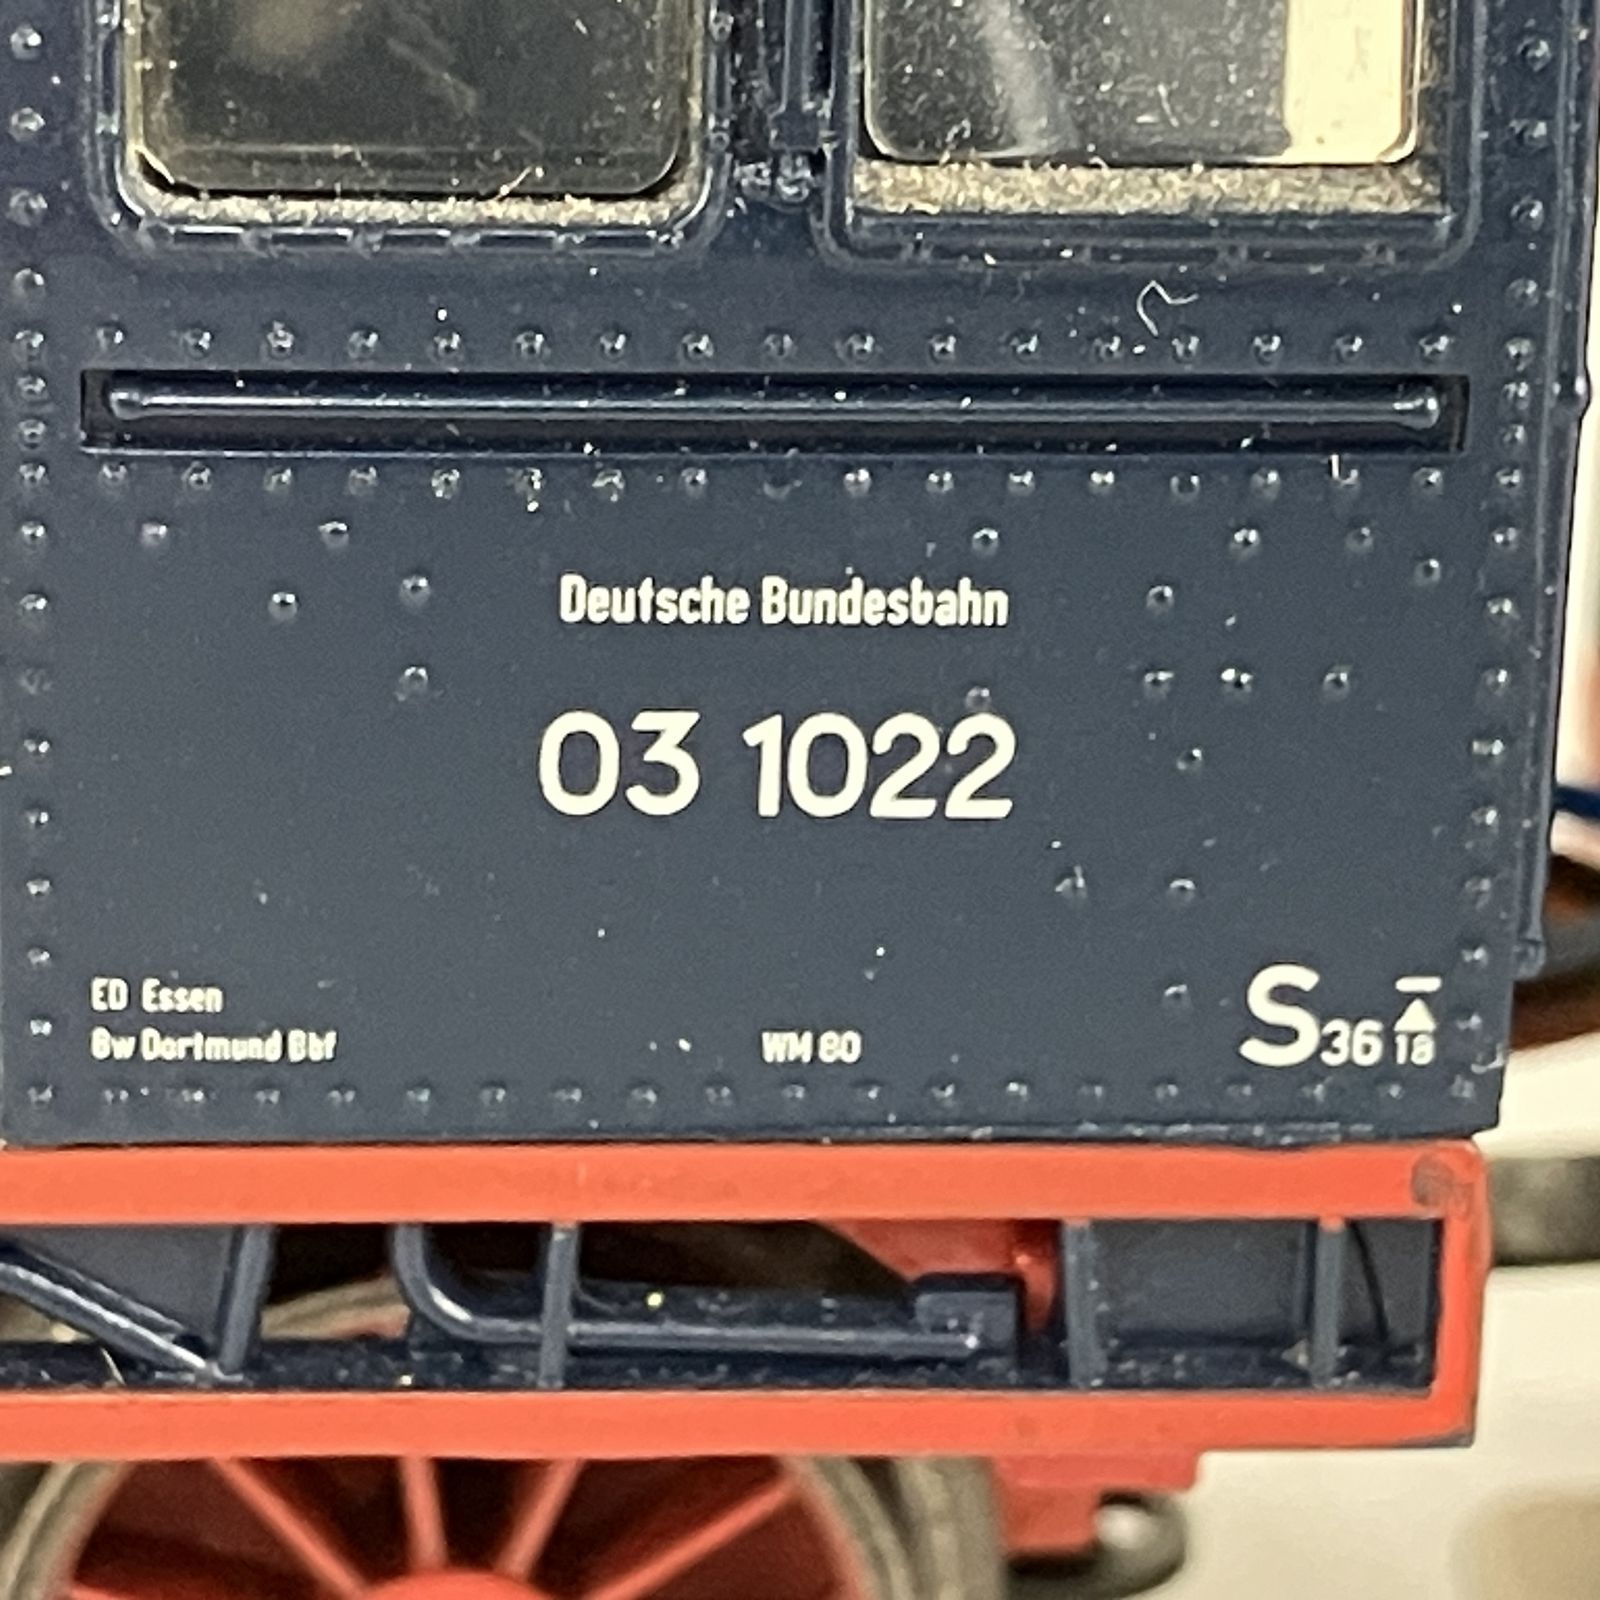 Deutsche Bundesbahn
03 1022
ED Essen
Bw Dortmund Bbf
WM 80
S 36 18